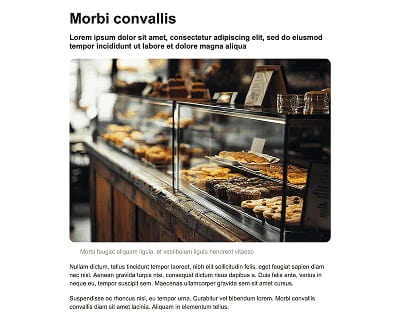 Morbi convallis
Lorem ipsum dolor sit amet, consectetur adipiscing elit, sed do eiusmod
tempor incididunt ut labore et dolore magna aliqua
Morbi feugiat aliquam ligula, et vestibulum ligula hendrerit vitae
Nullam dictum, tellus tincidunt tempor laoreet, nibh elit sollicitudin felis, eget feugiat sapien diam
nec nisl. Aenean gravida turpis nisi, consequat dictum risus dapibus a. Duis felis ante, varius in
neque eu, tempor suscipit sem. Maecenas ullamcorper gravida sem sit amet cursus.
Suspendisse ac rhoncus nisl, eu tempor urna. Curabitur vel bibendum lorem. Morbi convallis
convallis diam sit amet lacinia. Aliquam in elementum tellus.